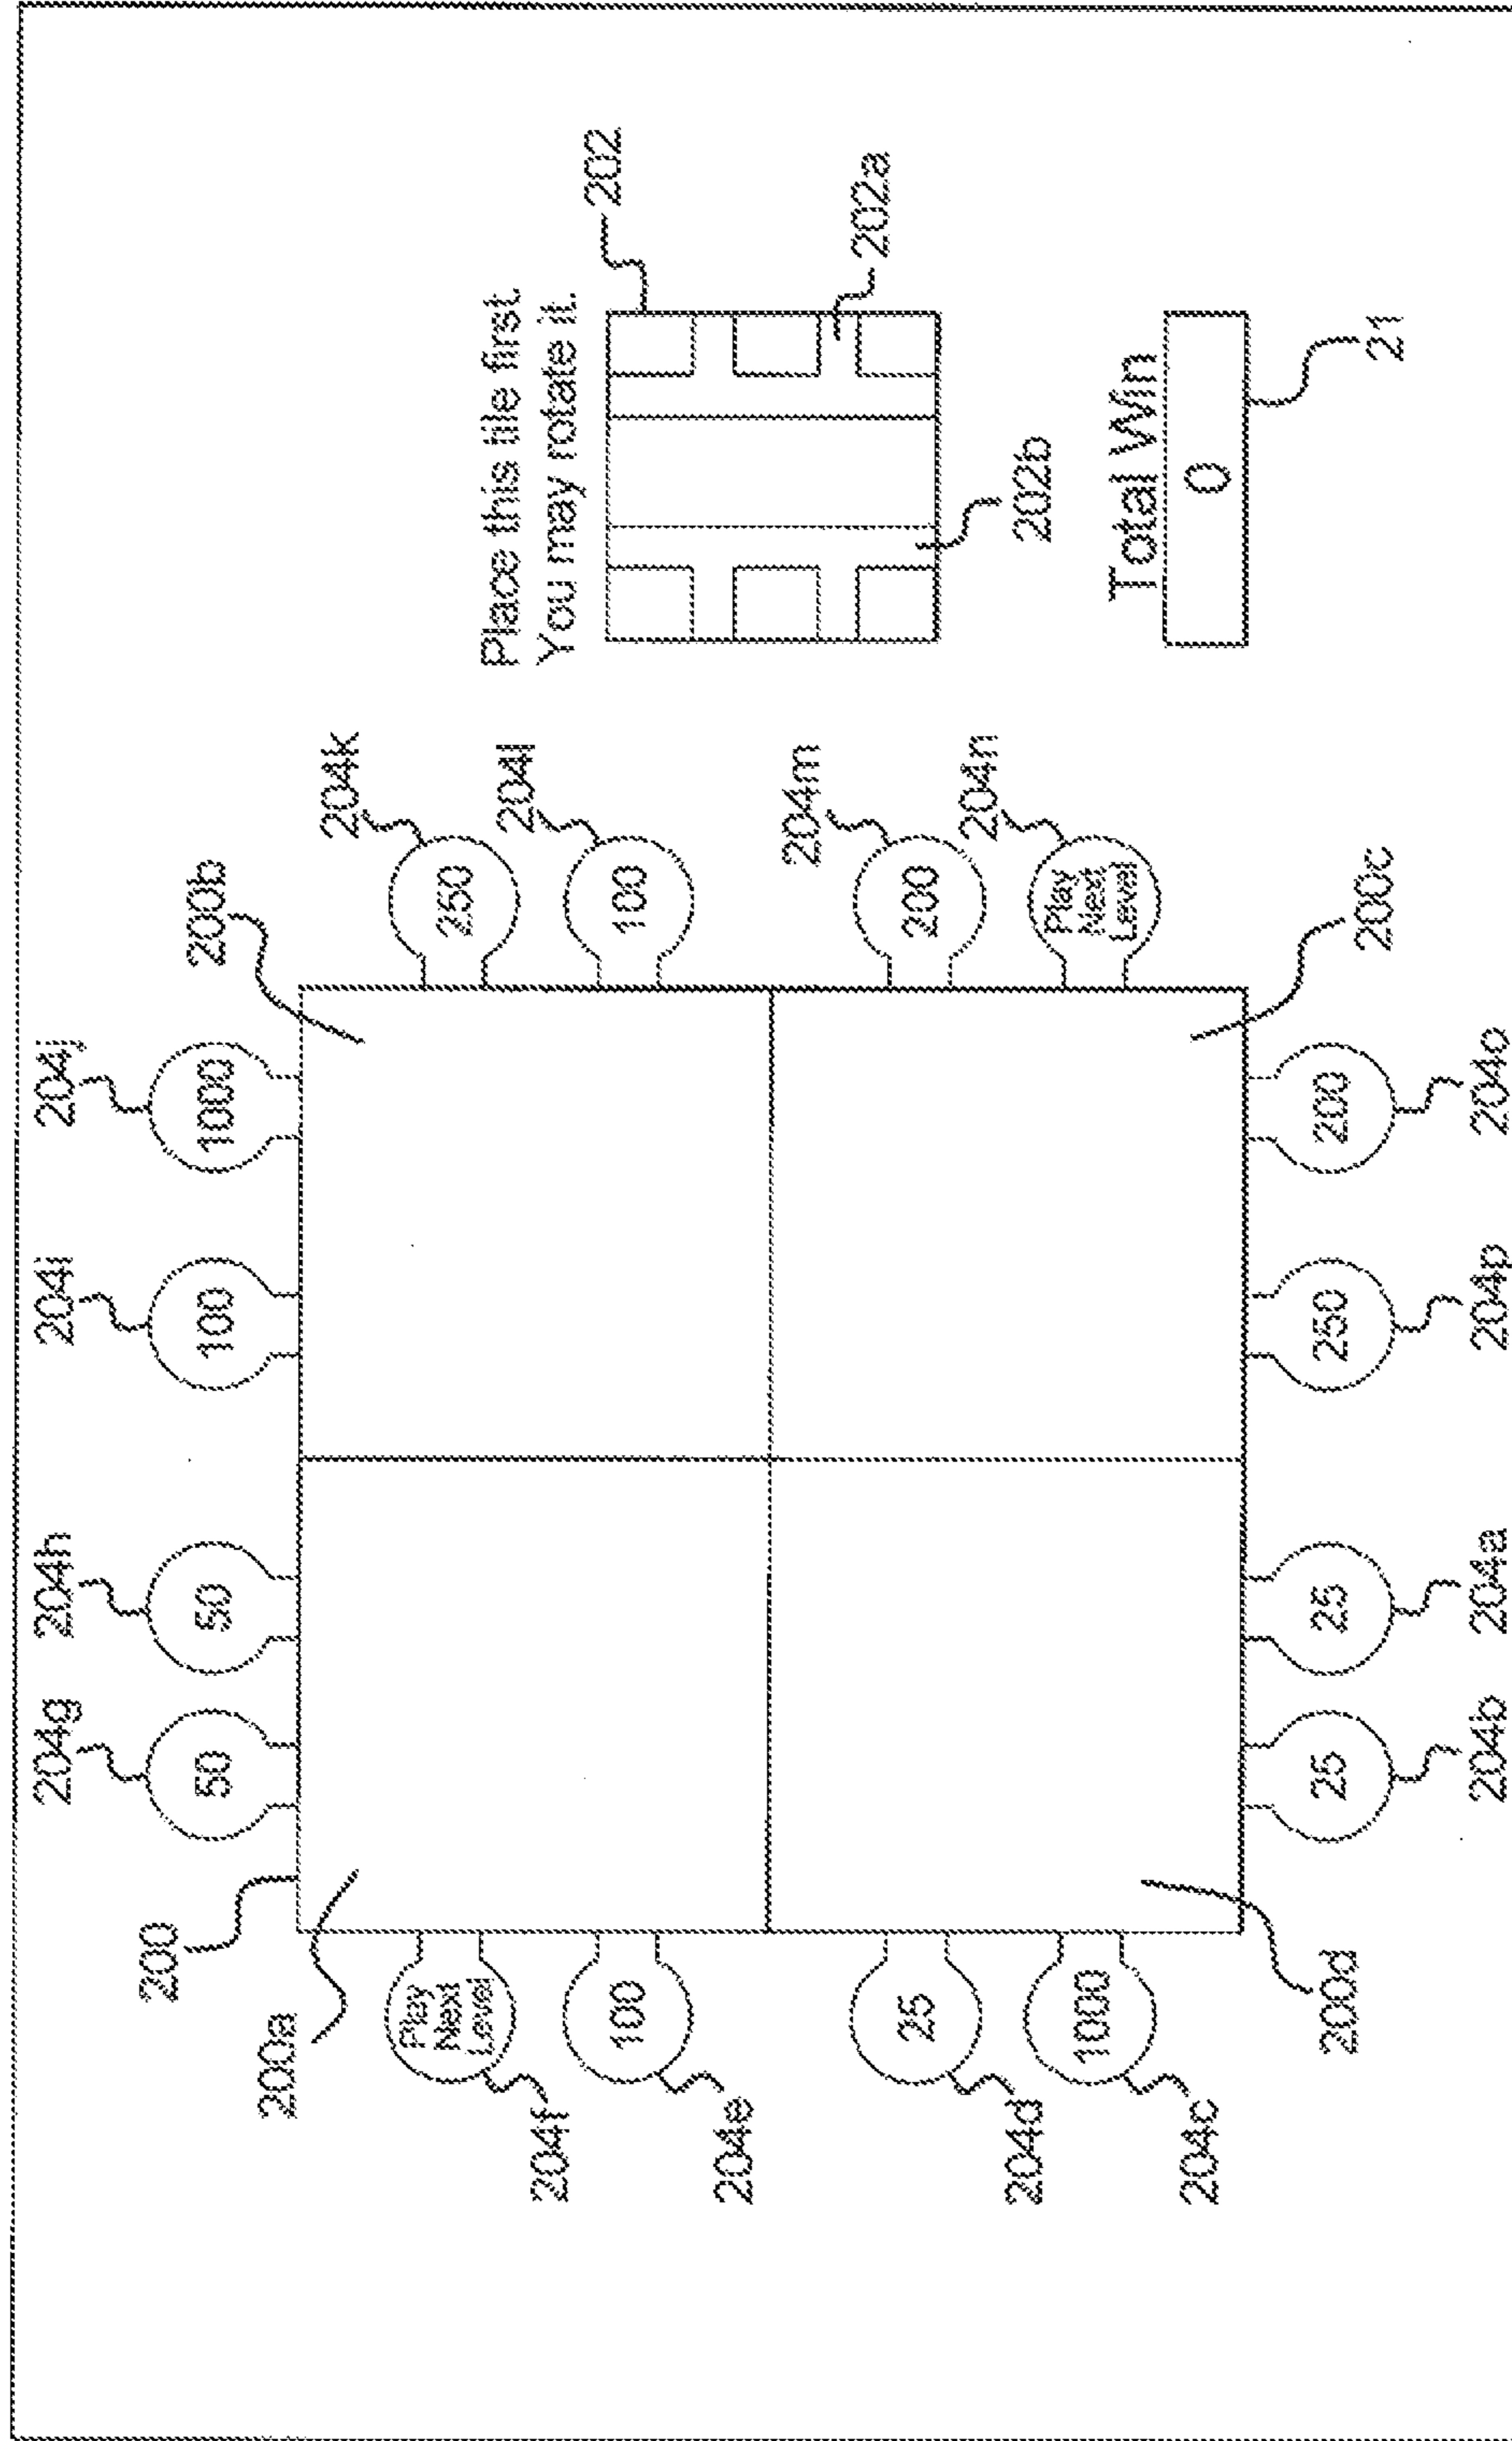 204g 204h 204i 204j
200
200b
50 50 100 1000
200a
204k
Play
Next
Level
250
Place this tile first.
You may rotate it.
204l
204f
202
100 100
204e
204m
202a
25 200
204n
204d
202b
1000
Play
Next
Level
Total Win
204c
0
25 25 250 200
200d
200c
21
204b 204a 204p 204o